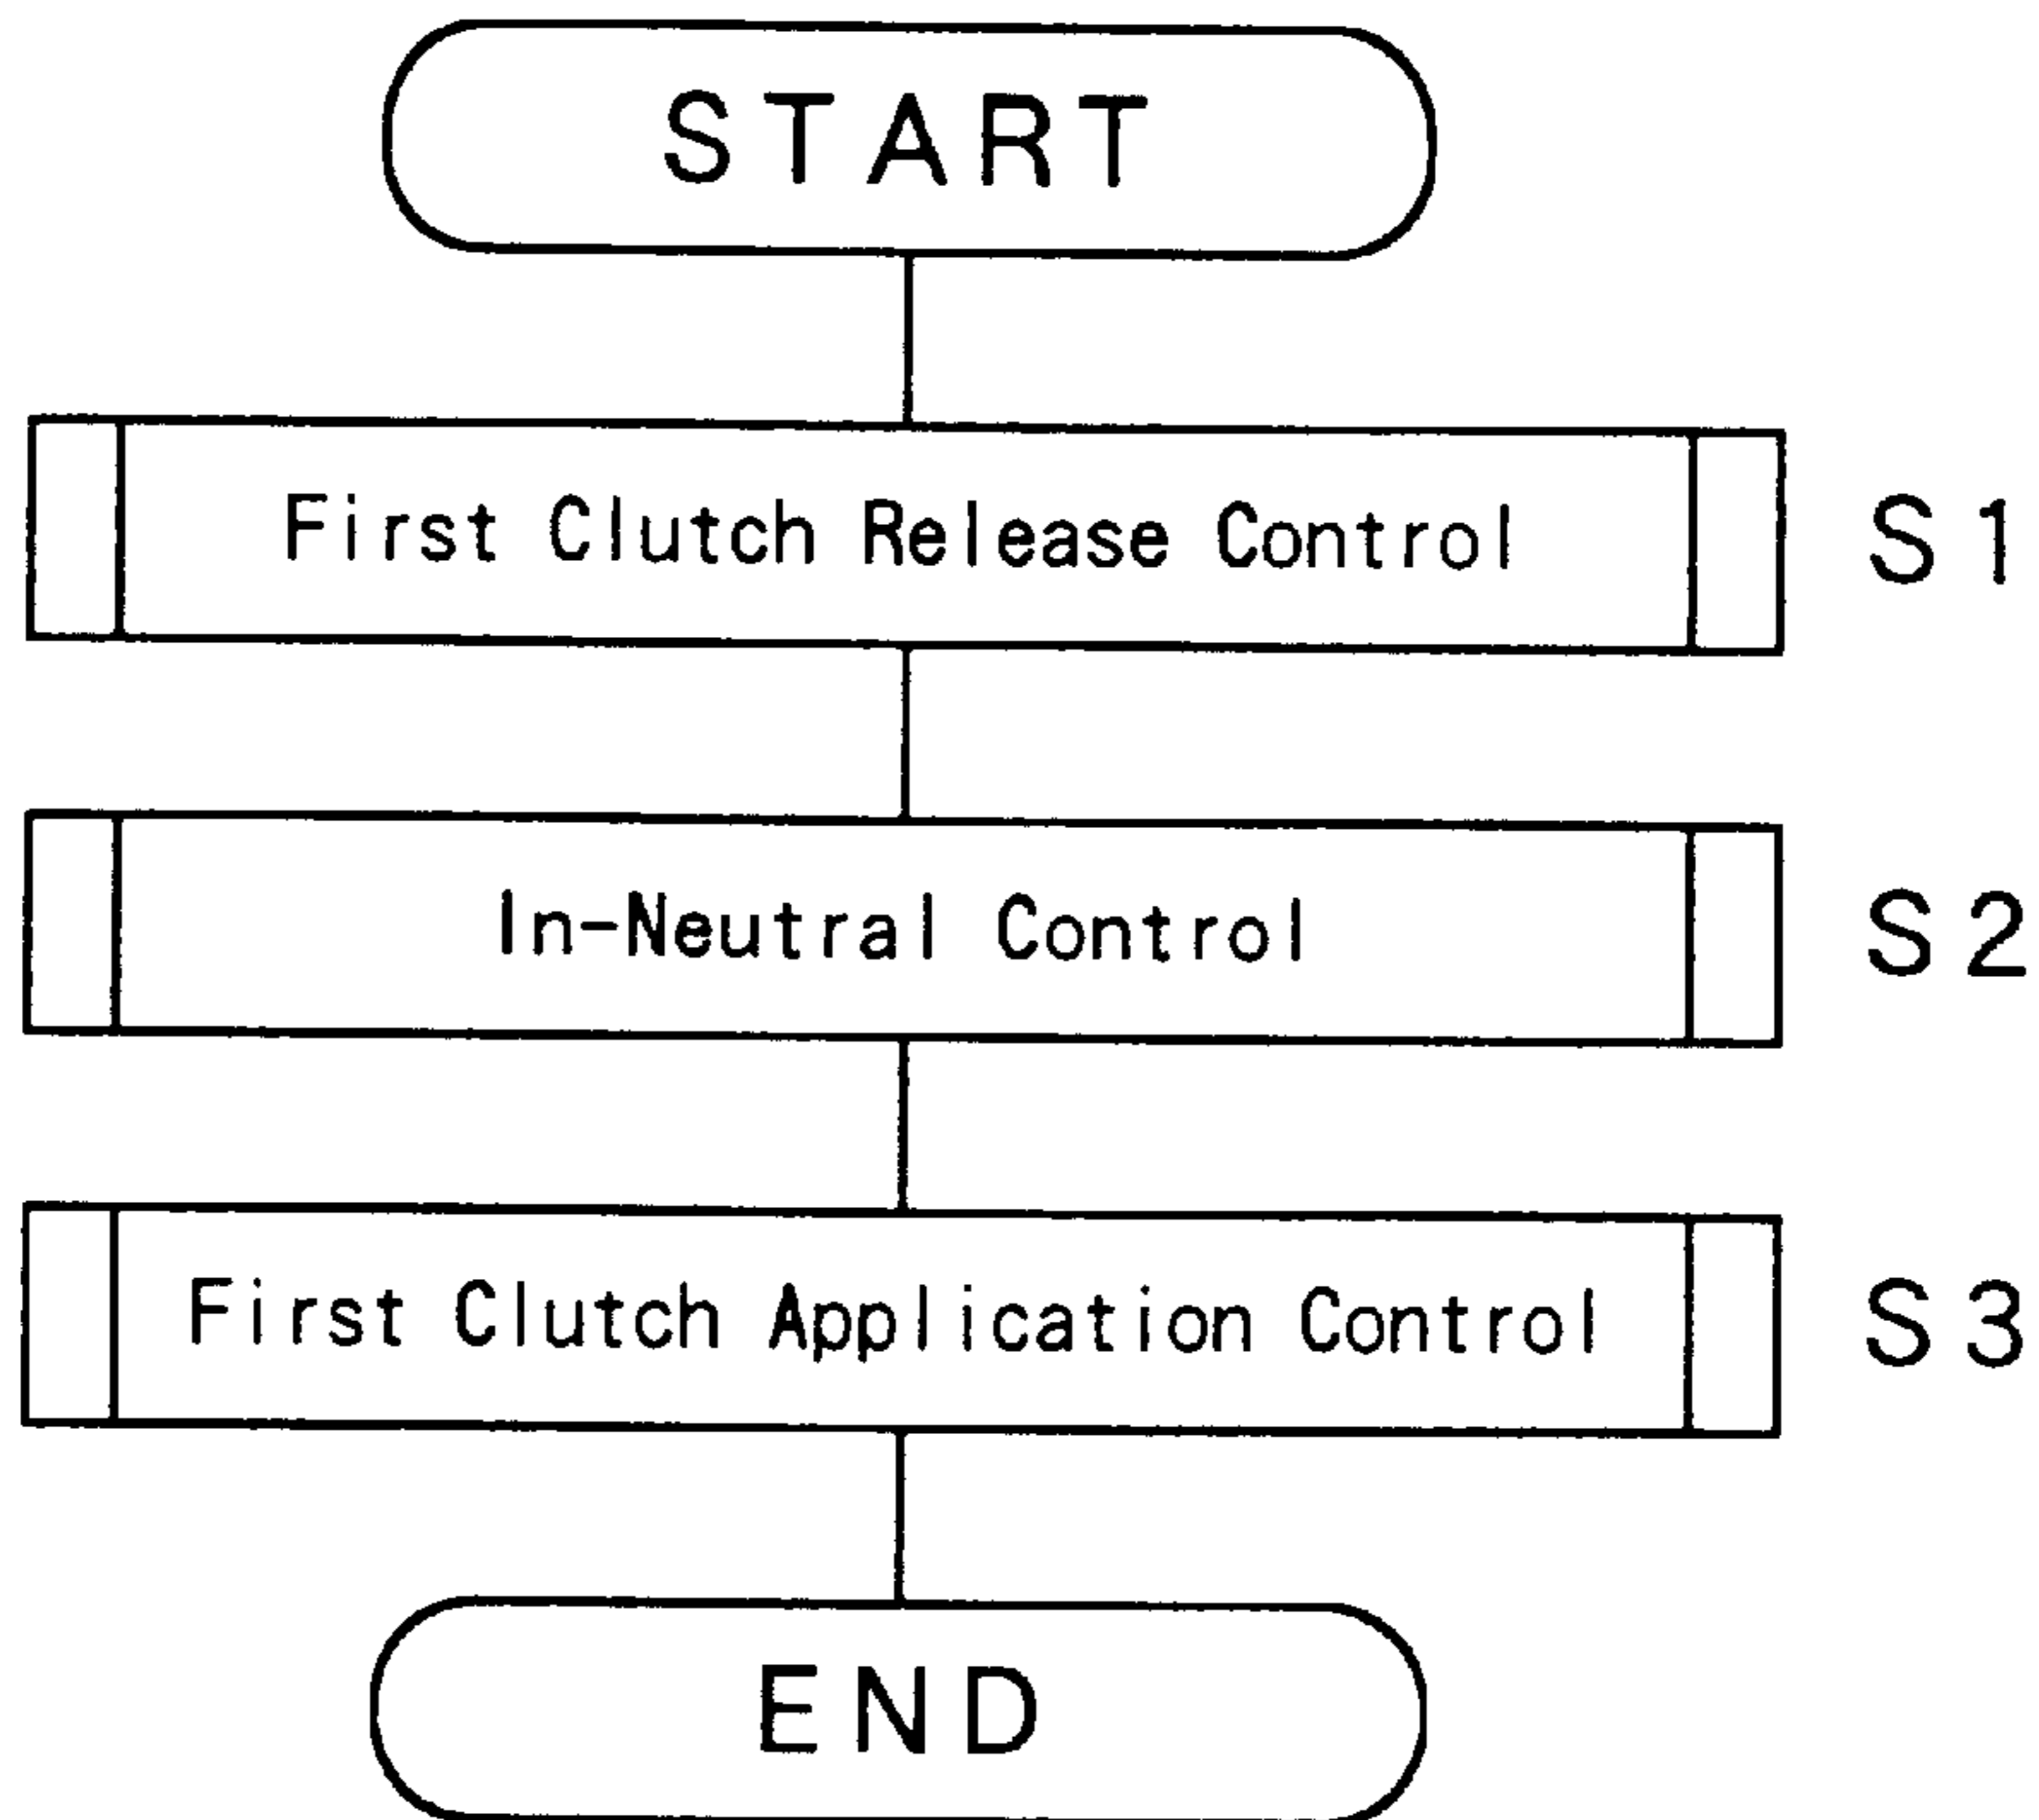 START
First Clutch Release Control S1
In-Neutral Control S2
First Clutch Application Control S3
END